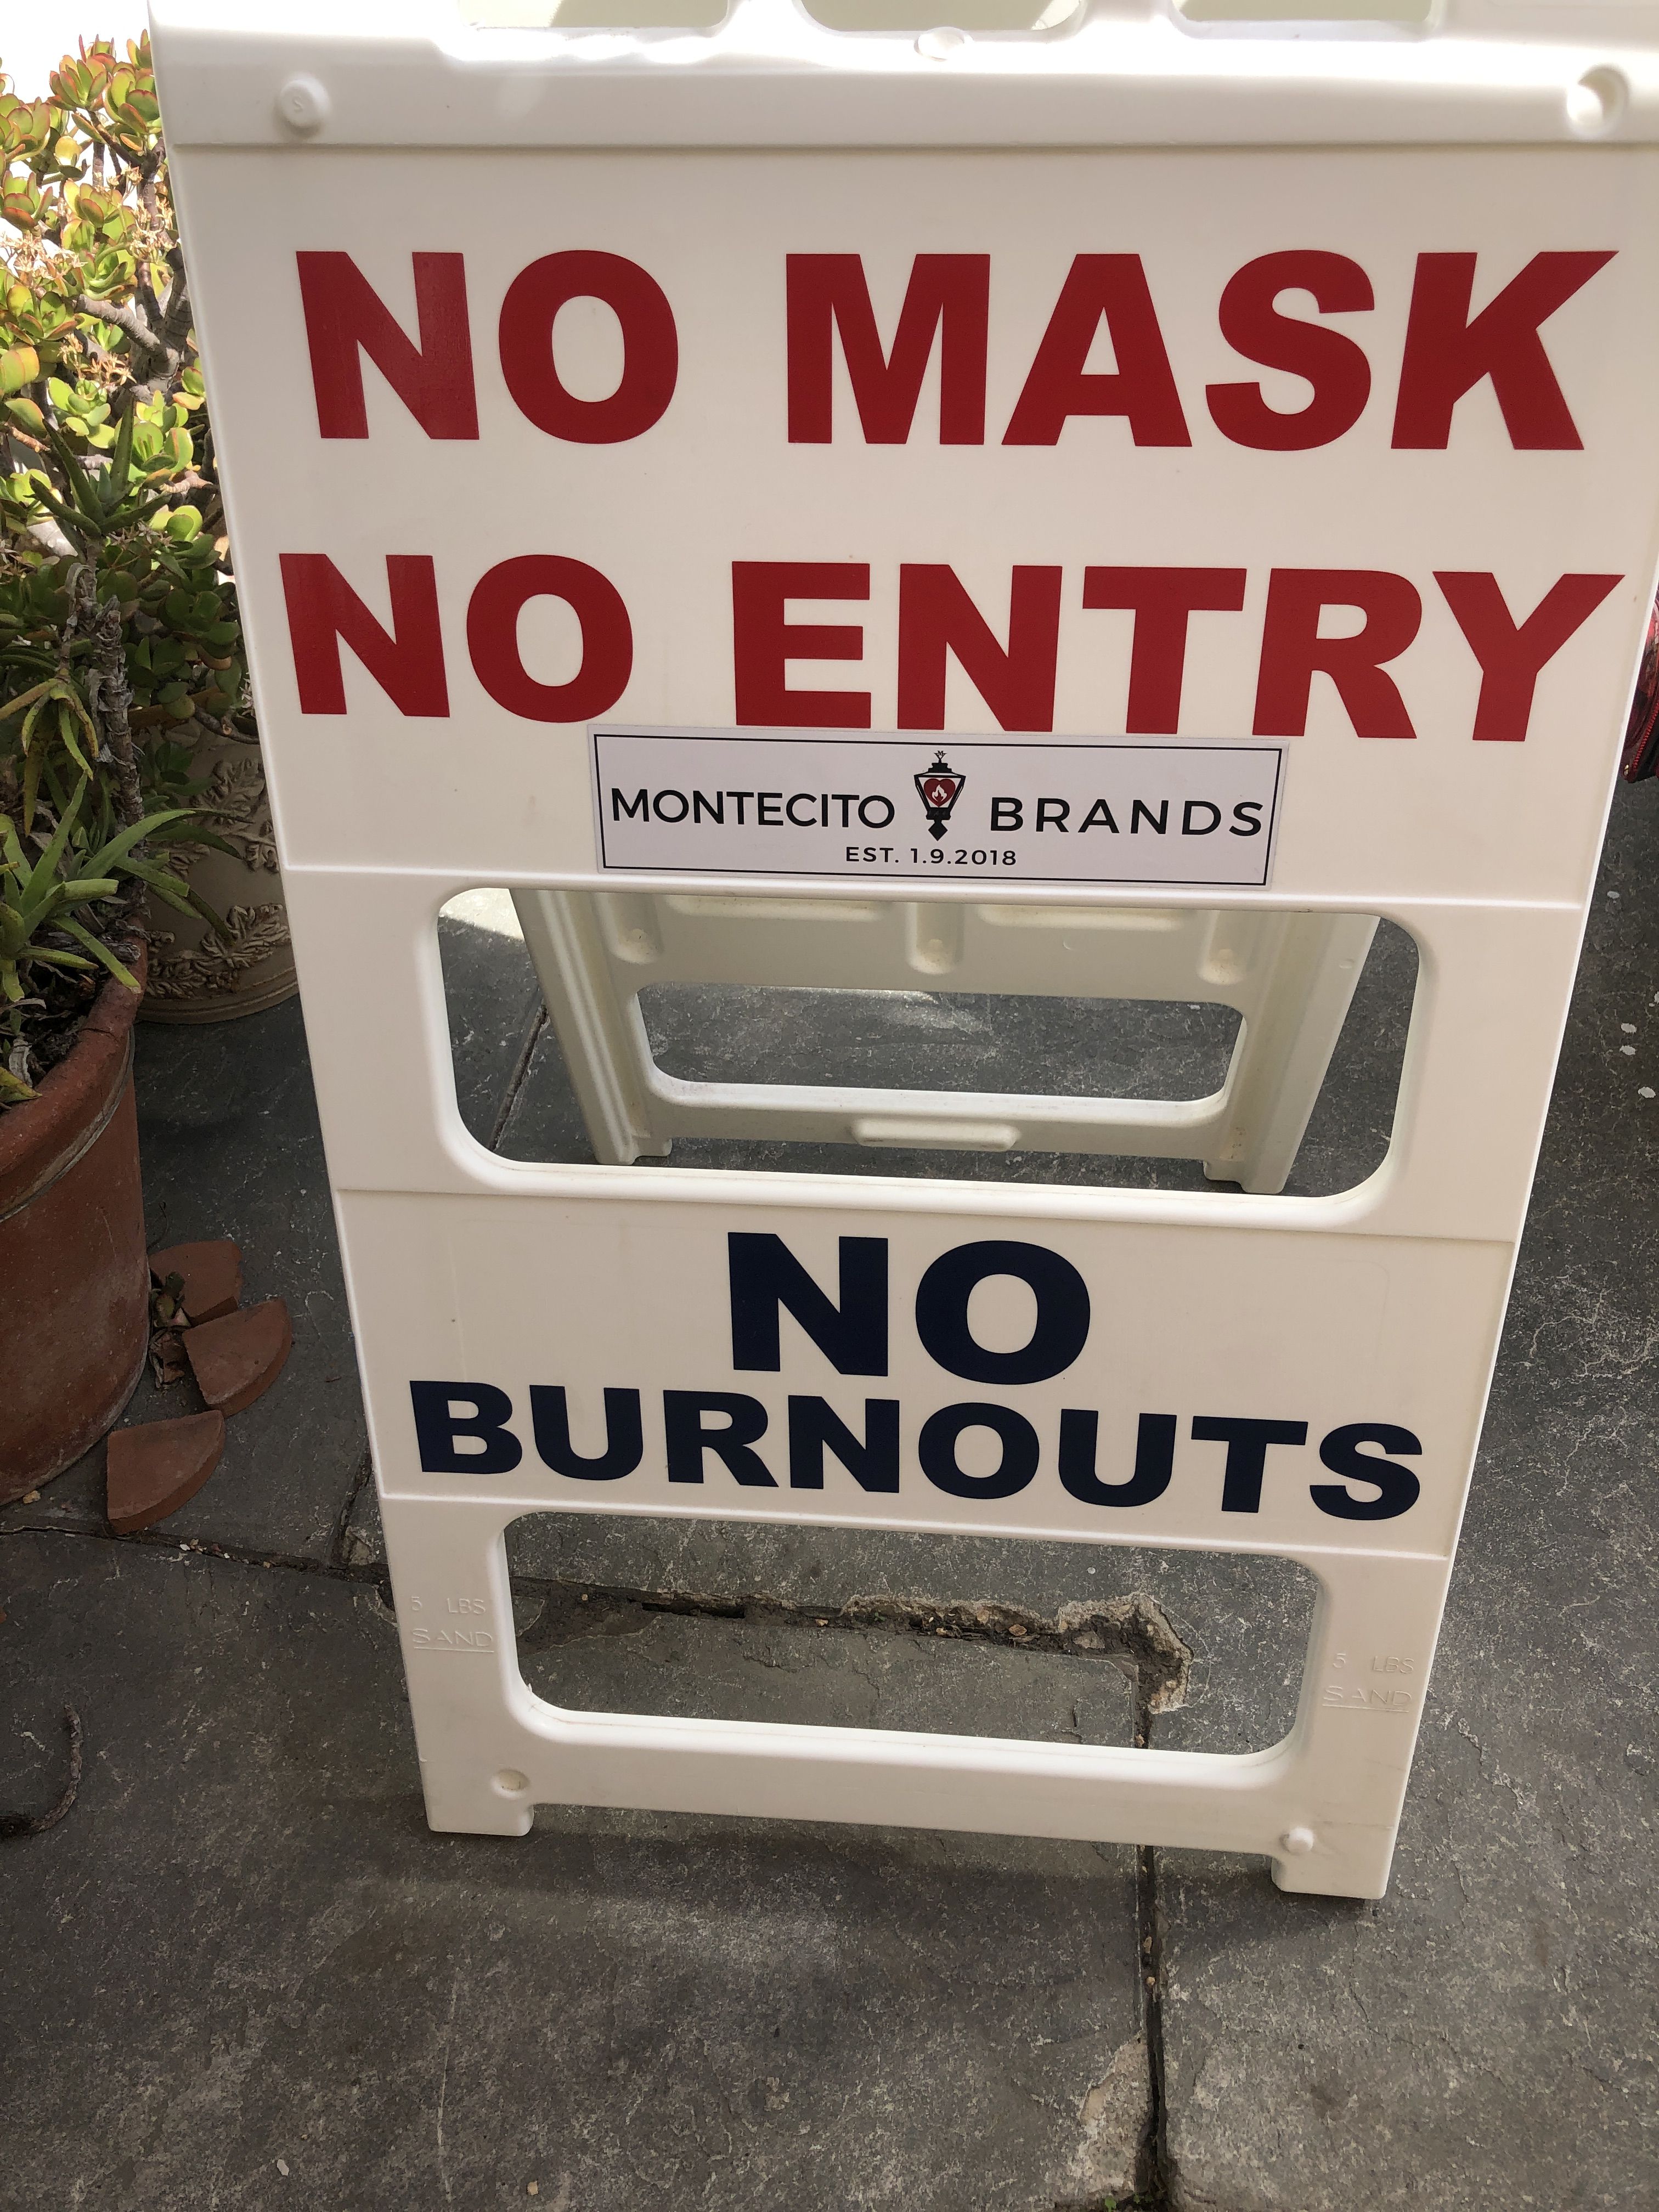 NO MASK
NO ENTRY
MONTECITO BRANDS
EST. 1.9.2018
NO
BURNOUTS
5 LBS
SAND
5 LBS
SAND